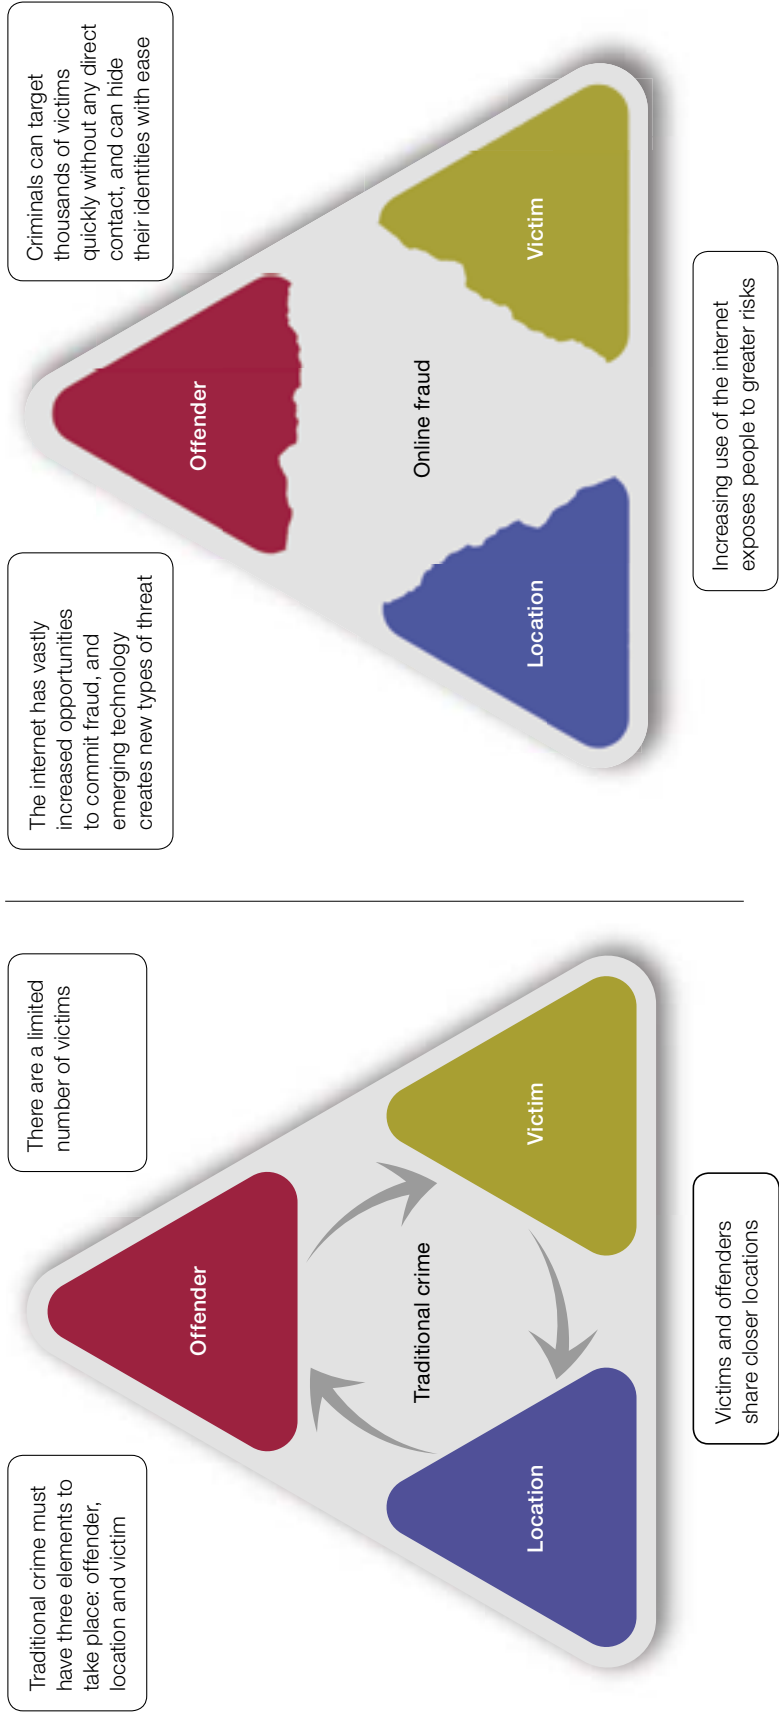 Traditional crime must
have three elements to
take place: offender,
location and victim
There are a limited
number of victims
Offender
Traditional crime
Location
Victim
Victims and offenders
share closer locations
The internet has vastly
increased opportunities
to commit fraud, and
emerging technology
creates new types of threat
Criminals can target
thousands of victims
quickly without any direct
contact, and can hide
their identities with ease
Offender
Online fraud
Location
Victim
Increasing use of the internet
exposes people to greater risks